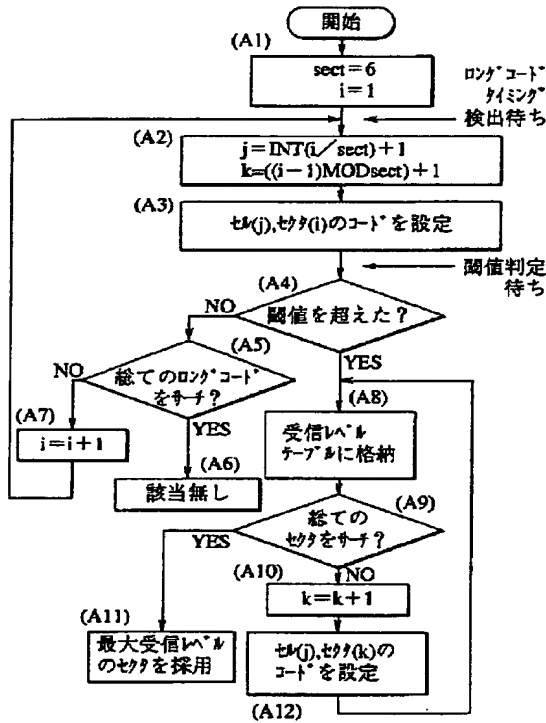 開始
(A1)
sect=6
i=1
ロングコード
タイミング
検出待ち
(A2)
j=INT(i/sect)+1
k=((i-1)MODsect)+1
(A3)
セル(j),セクタ(i)のコードを設定
閾値判定
待ち
(A4)
閾値を超えた?
NO
YES
(A5)
総てのロングコード
をサーチ?
NO
YES
(A7)
i=i+1
(A6)
該当無し
(A8)
受信レベル
テーブルに格納
(A9)
総ての
セクタをサーチ?
YES
NO
(A10)
k=k+1
(A11)
最大受信レベル
のセクタを採用
セル(j),セクタ(k)の
コードを設定
(A12)